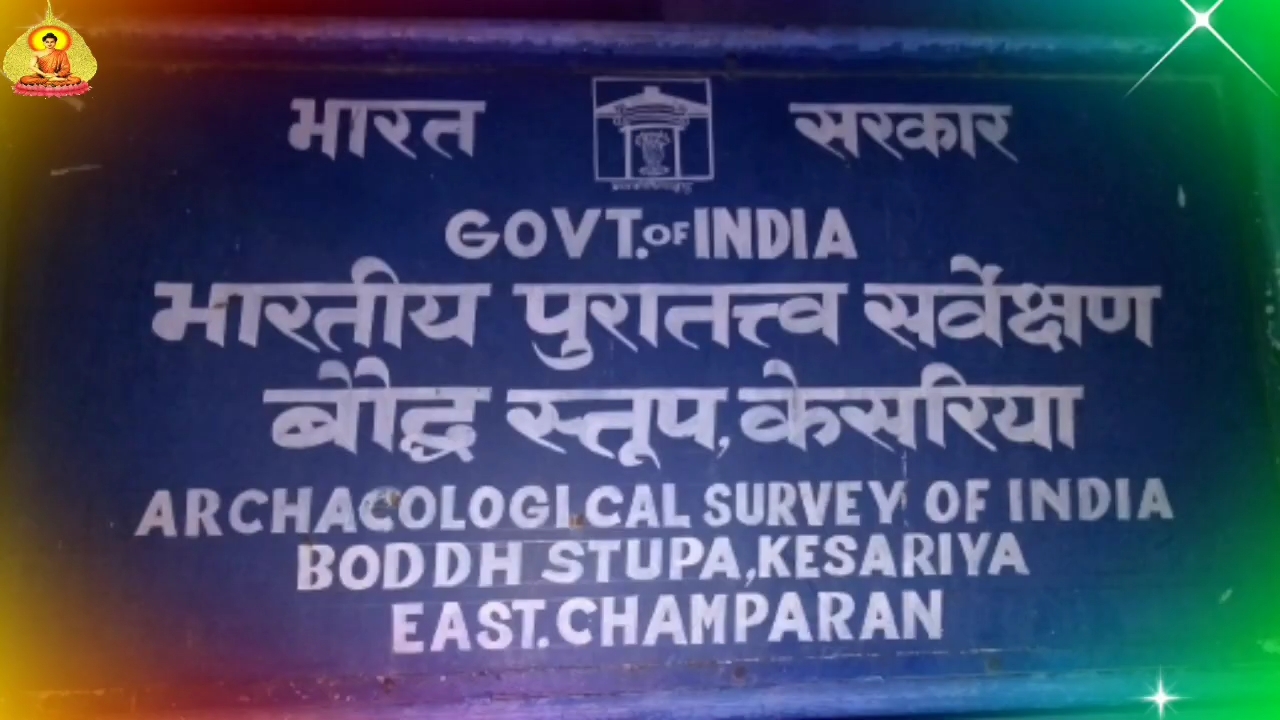 भारत सरकार
GOVT. OF INDIA
भारतीय पुरातत्त्व सर्वेक्षण
बौद्ध स्तूप, केसरिया
ARCHACOLOGICAL SURVEY OF INDIA
BODDH STUPA, KESARIYA
EAST. CHAMPARAN